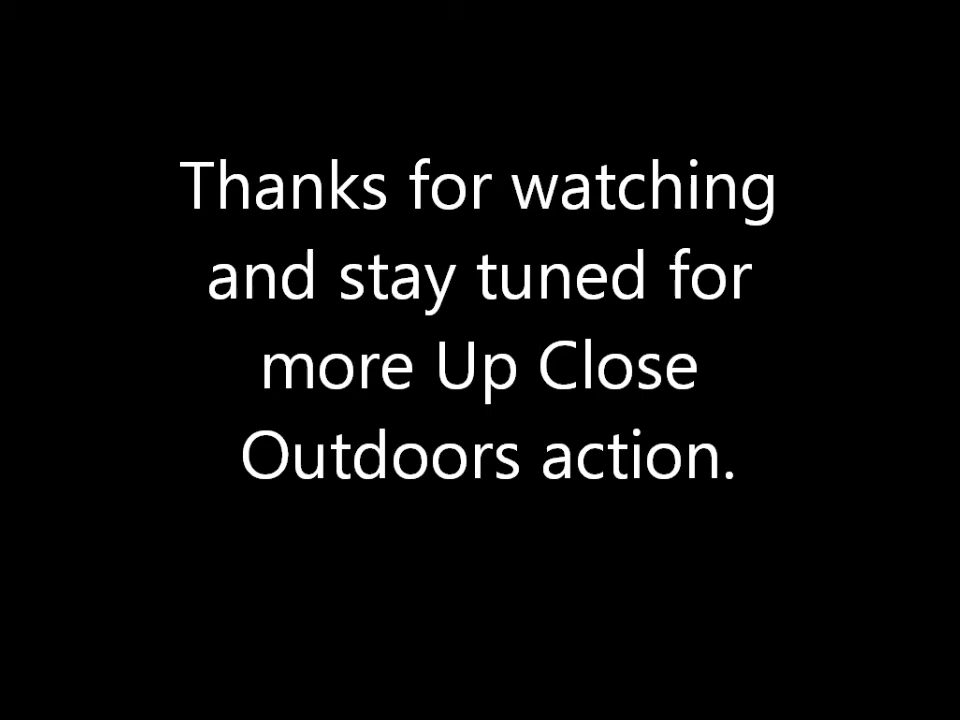 Thanks for watching
and stay tuned for
more Up Close
Outdoors action.